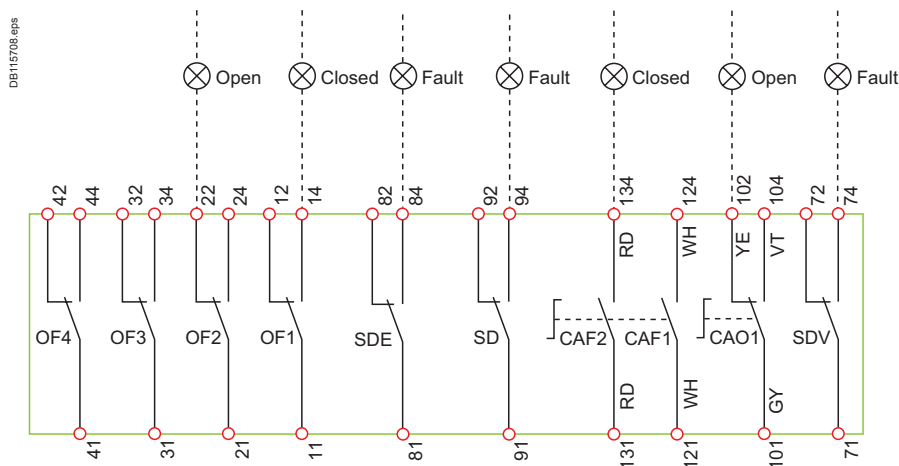 DB115708.eps
Open
Closed
Fault
Fault
Closed
Open
Fault
42
44
32
34
22
24
12
14
82
84
92
94
134
124
102
104
72
74
RD
WH
YE
VT
OF4
OF3
OF2
OF1
SDE
SD
CAF2
CAF1
CAO1
SDV
RD
WH
GY
41
31
21
11
81
91
131
121
101
71